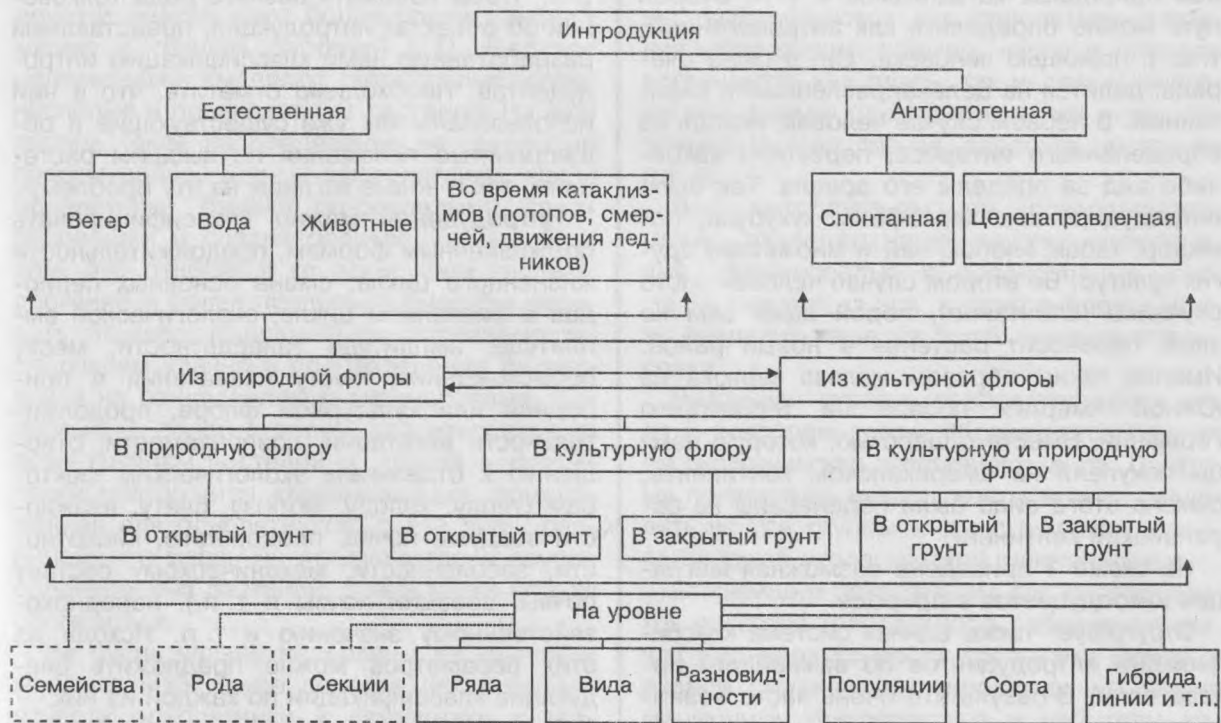 Интродукция
Естественная
Антропогенная
Ветер
Вода
Животные
Во время катаклиз-
мов (потопов, смер-
чей, движения лед-
ников)
Спонтанная
Целенаправленная
Из природной флоры
Из культурной флоры
В природную флору
В культурную флору
В культурную и природную
флору
В открытый грунт
В открытый грунт
В закрытый грунт
В открытый
грунт
В закрытый
грунт
На уровне
Семейства
Рода
Секции
Ряда
Вида
Разновид-
ности
Популяции
Сорта
Гибрида,
линии и т.п.